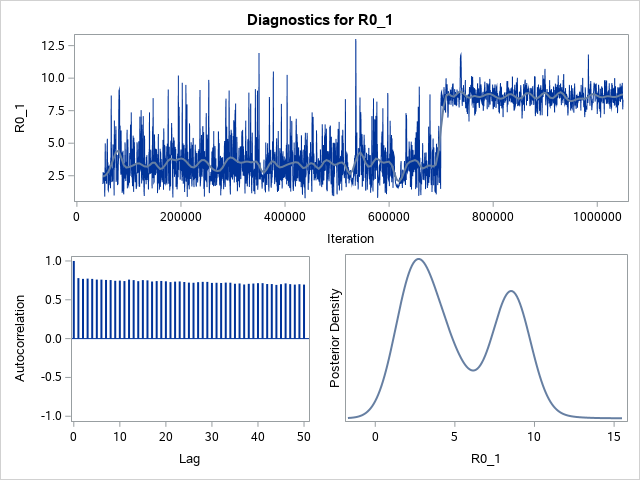 Diagnostics for R0_1
R0_1
12.5
10.0
7.5
5.0
2.5
0 200000 400000 600000 800000 1000000
Iteration
Autocorrelation
1.0
0.5
0.0
-0.5
-1.0
0 10 20 30 40 50
Lag
Posterior Density
0 5 10 15
R0_1